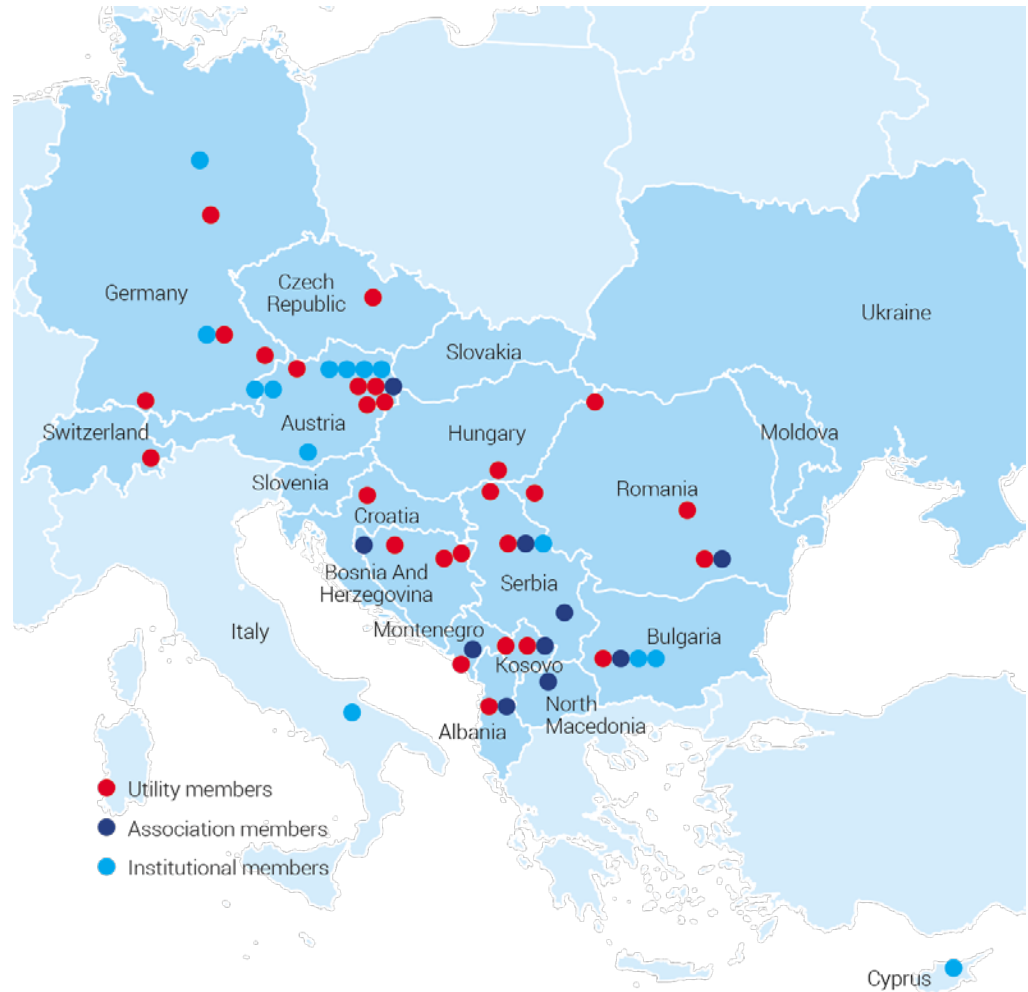 Germany
Czech
Republic
Ukraine
Slovakia
Switzerland
Austria
Hungary
Moldova
Slovenia
Romania
Croatia
Bosnia And
Herzegovina
Serbia
Italy
Montenegro
Bulgaria
Kosovo
North
Macedonia
Albania
Utility members
Association members
Institutional members
Cyprus